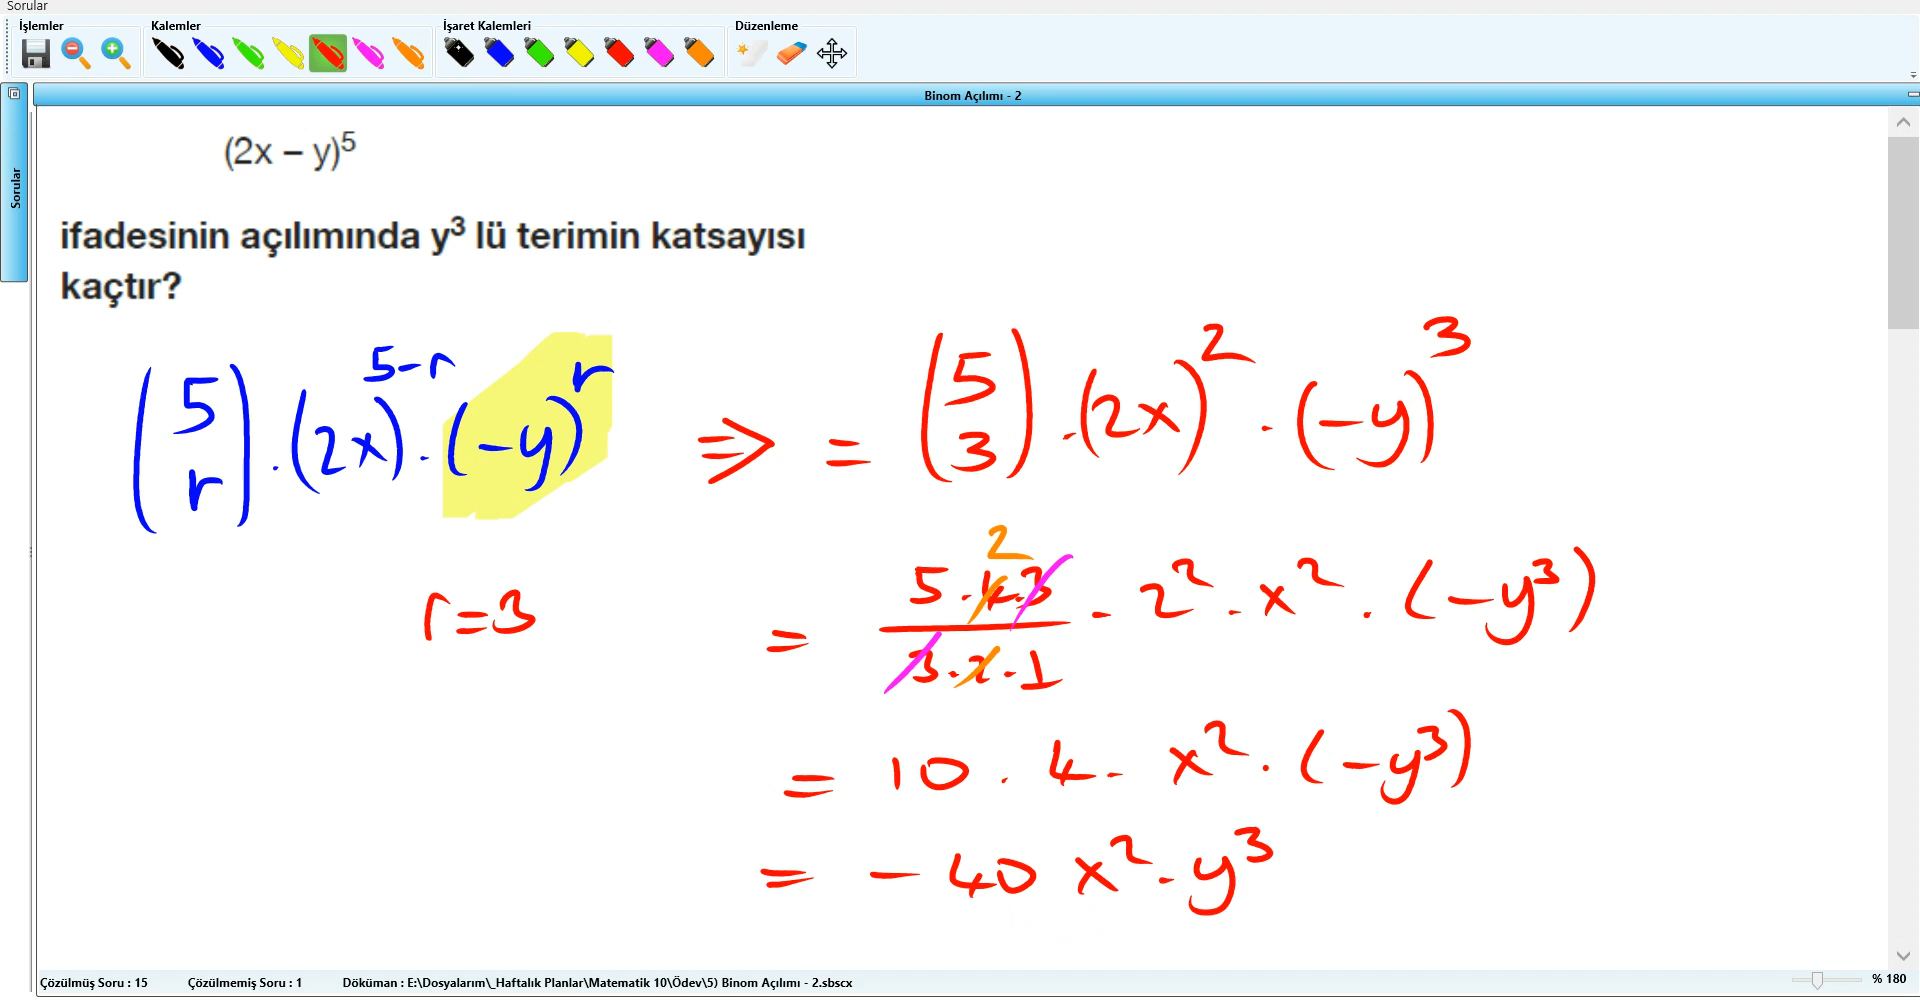 Sorular
İşlemler Kalemler İşaret Kalemleri Düzenleme
Binom Açılımı - 2
Sorular
(2x – y)⁵
ifadesinin açılımında y³ lü terimin katsayısı
kaçtır?
(5 r) . (2x)⁵⁻ʳ . (-y)ʳ ⇒ = (5 3) . (2x)² . (-y)³
r = 3
= 5.4.3 / 3.2.1 . 2² . x² . (-y³)
2
= 10 . 4 . x² . (-y³)
= - 40 x² . y³
Çözülmüş Soru : 15 Çözülmemiş Soru : 1 Döküman : E:\Dosyalarım\_Haftalık Planlar\Matematik 10\Ödev\5) Binom Açılımı - 2.sbscx % 180